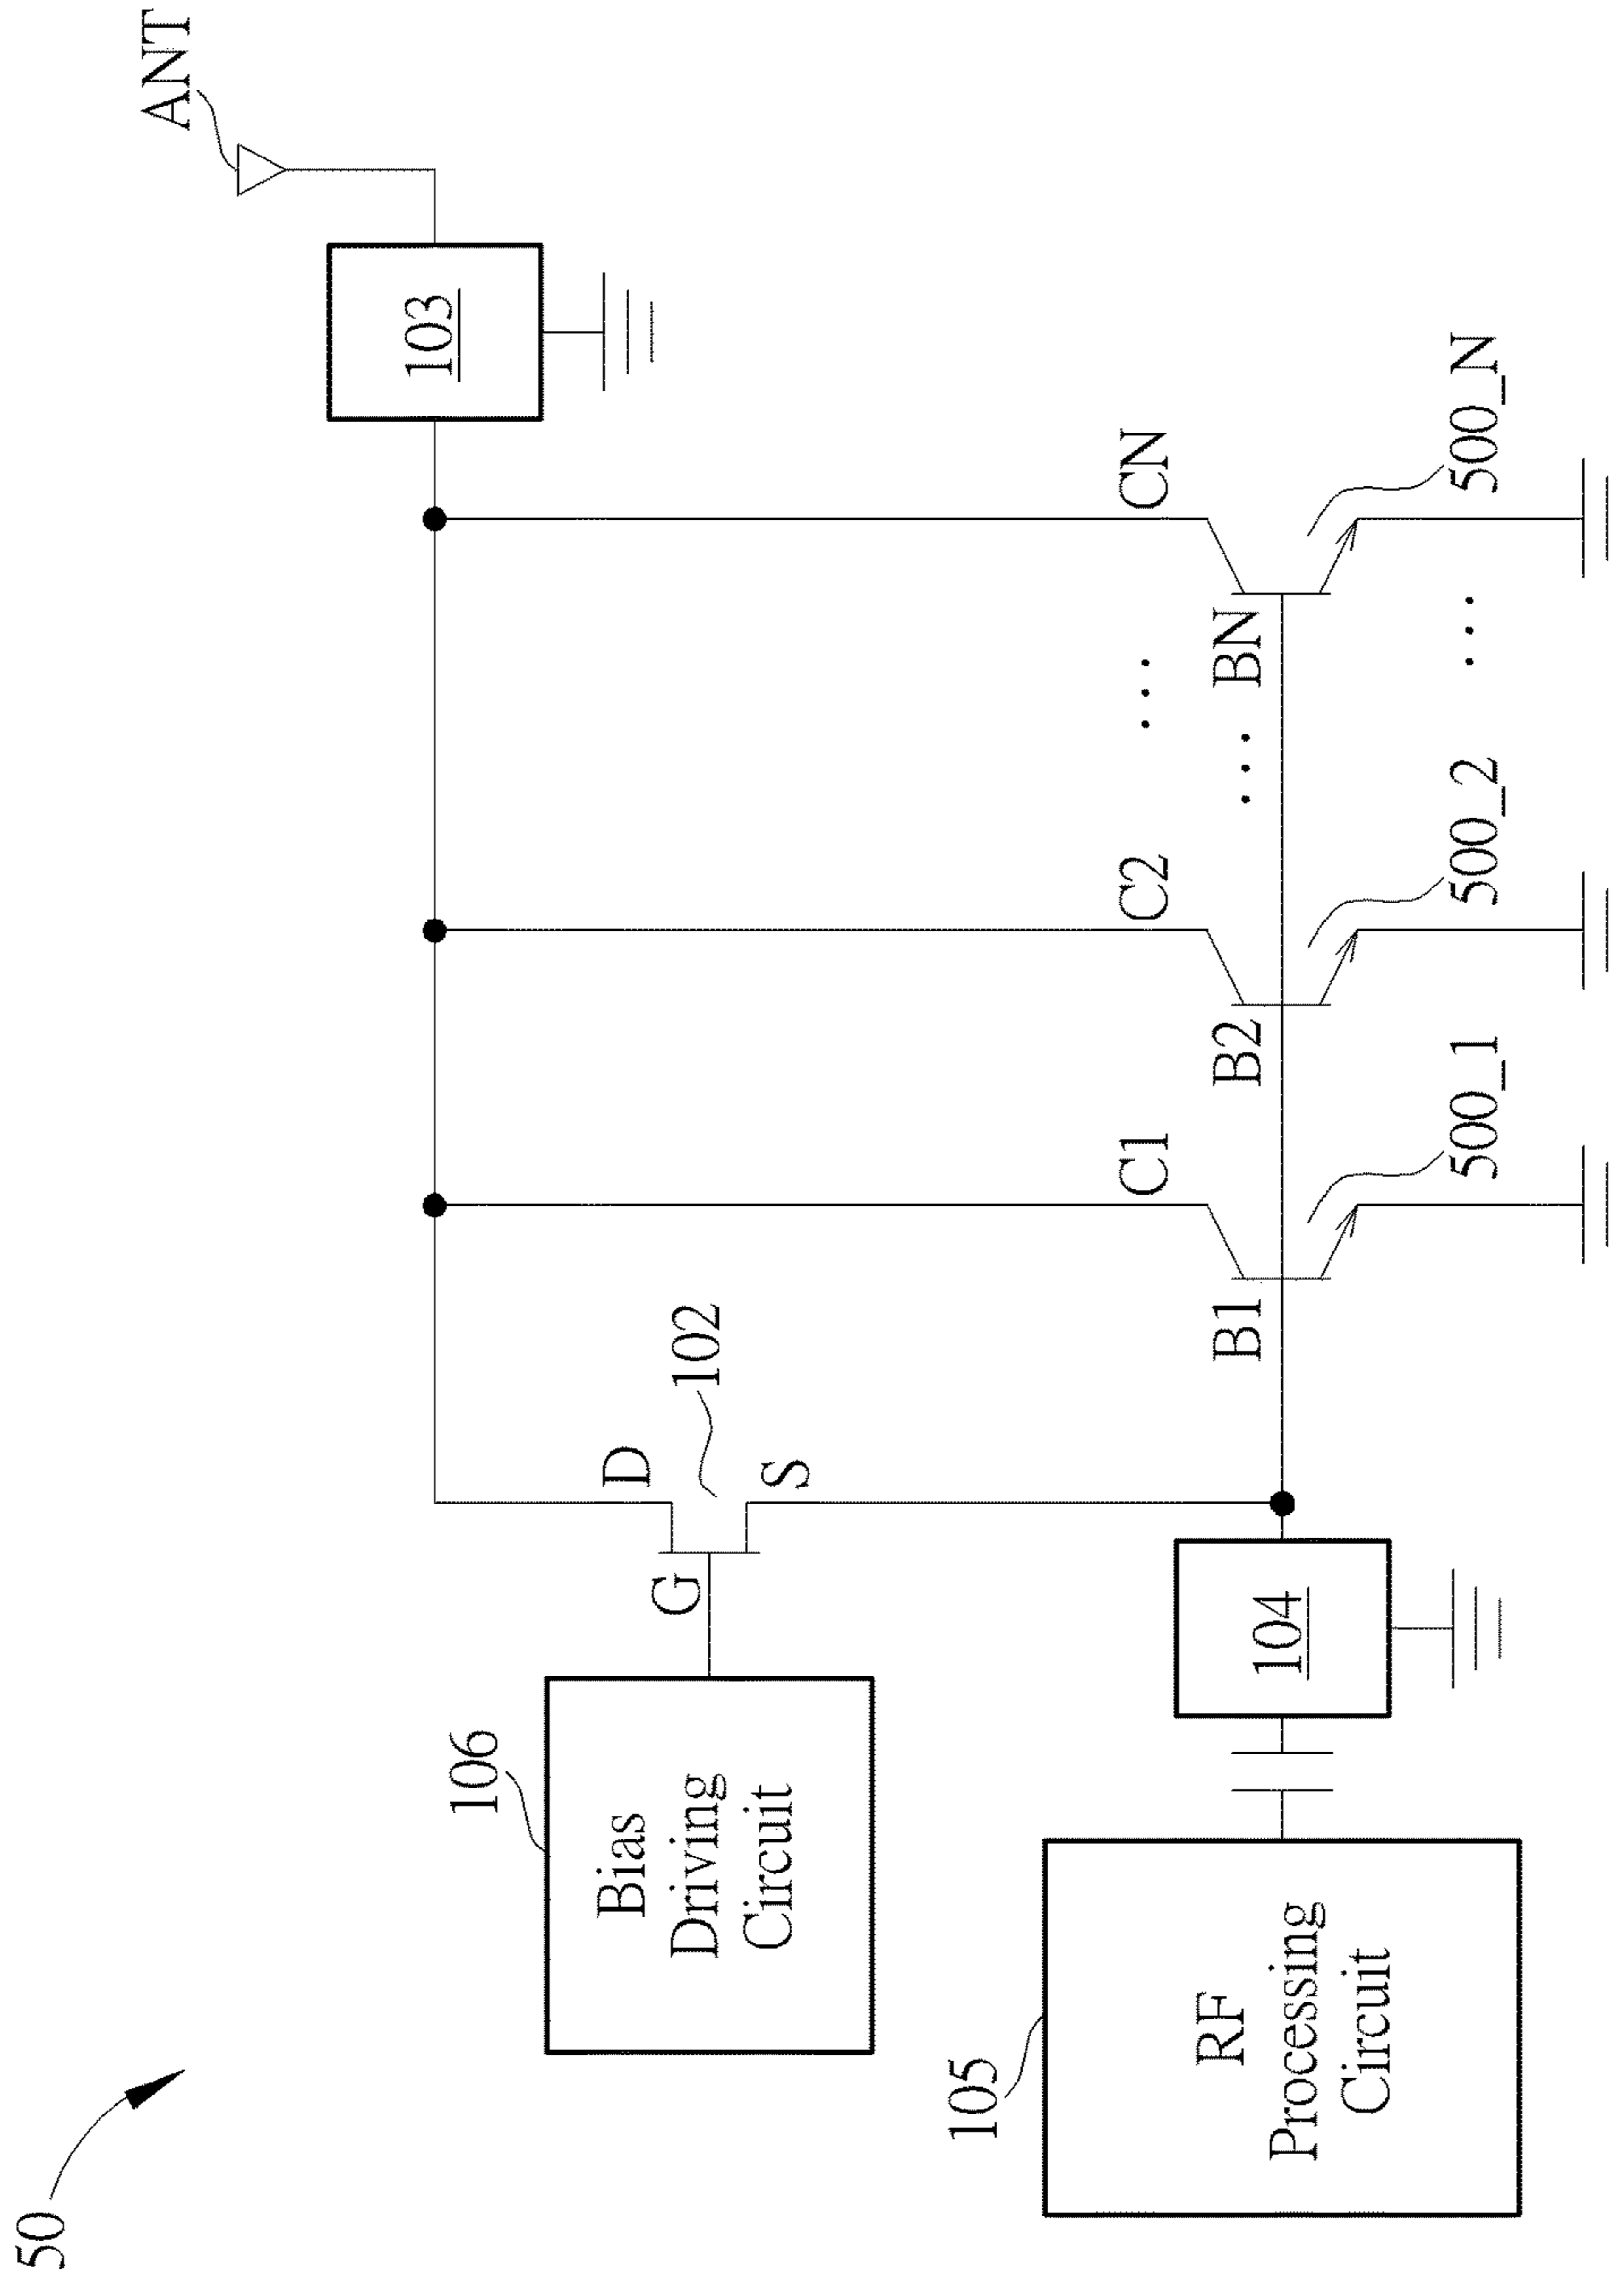 50
ANT
103
106
Bias
Driving
Circuit
G
D
S
102
C1
C2
...
CN
B1
B2
...
BN
500_1
500_2
...
500_N
104
105
RF
Processing
Circuit